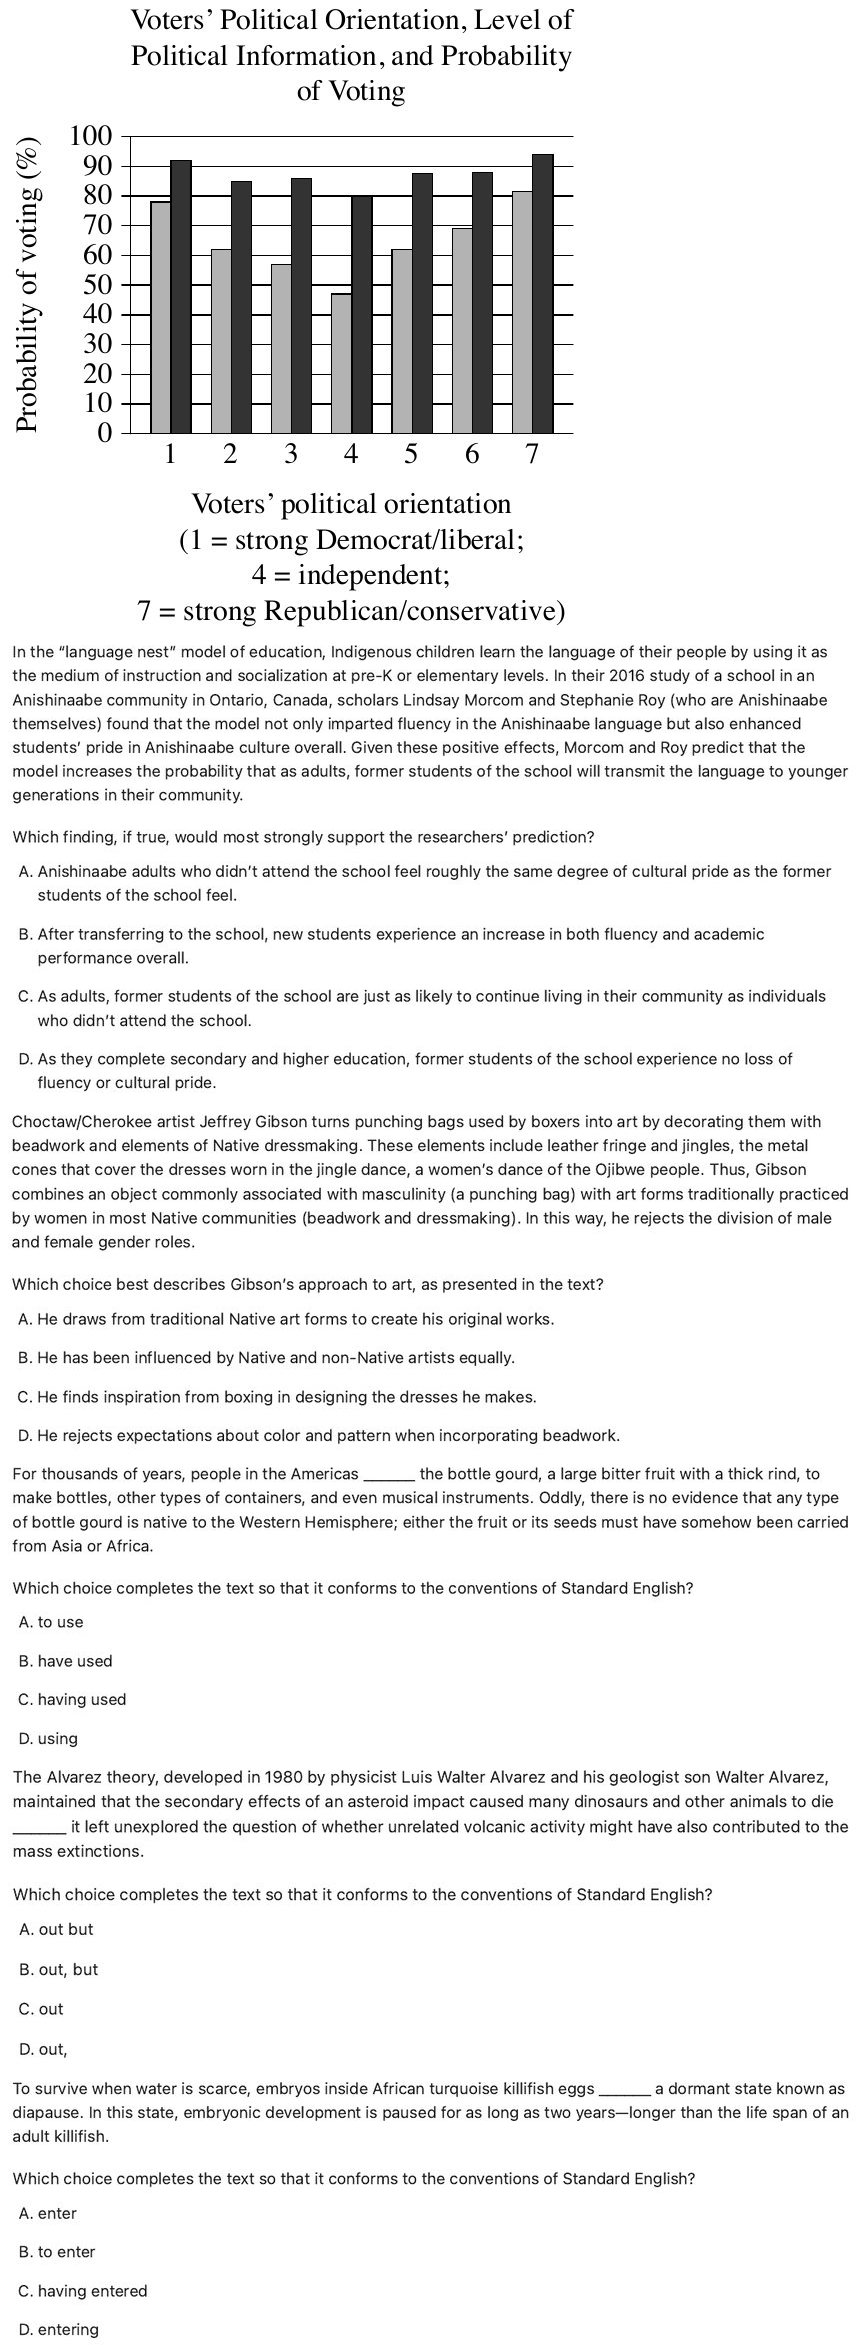 Voters’ Political Orientation, Level of
Political Information, and Probability
of Voting
Probability of voting (%)
100
90
80
70
60
50
40
30
20
10
0
1 2 3 4 5 6 7
Voters’ political orientation
(1 = strong Democrat/liberal;
4 = independent;
7 = strong Republican/conservative)
In the “language nest” model of education, Indigenous children learn the language of their people by using it as
the medium of instruction and socialization at pre-K or elementary levels. In their 2016 study of a school in an
Anishinaabe community in Ontario, Canada, scholars Lindsay Morcom and Stephanie Roy (who are Anishinaabe
themselves) found that the model not only imparted fluency in the Anishinaabe language but also enhanced
students’ pride in Anishinaabe culture overall. Given these positive effects, Morcom and Roy predict that the
model increases the probability that as adults, former students of the school will transmit the language to younger
generations in their community.
Which finding, if true, would most strongly support the researchers’ prediction?
A. Anishinaabe adults who didn’t attend the school feel roughly the same degree of cultural pride as the former
students of the school feel.
B. After transferring to the school, new students experience an increase in both fluency and academic
performance overall.
C. As adults, former students of the school are just as likely to continue living in their community as individuals
who didn’t attend the school.
D. As they complete secondary and higher education, former students of the school experience no loss of
fluency or cultural pride.
Choctaw/Cherokee artist Jeffrey Gibson turns punching bags used by boxers into art by decorating them with
beadwork and elements of Native dressmaking. These elements include leather fringe and jingles, the metal
cones that cover the dresses worn in the jingle dance, a women’s dance of the Ojibwe people. Thus, Gibson
combines an object commonly associated with masculinity (a punching bag) with art forms traditionally practiced
by women in most Native communities (beadwork and dressmaking). In this way, he rejects the division of male
and female gender roles.
Which choice best describes Gibson’s approach to art, as presented in the text?
A. He draws from traditional Native art forms to create his original works.
B. He has been influenced by Native and non-Native artists equally.
C. He finds inspiration from boxing in designing the dresses he makes.
D. He rejects expectations about color and pattern when incorporating beadwork.
For thousands of years, people in the Americas ______ the bottle gourd, a large bitter fruit with a thick rind, to
make bottles, other types of containers, and even musical instruments. Oddly, there is no evidence that any type
of bottle gourd is native to the Western Hemisphere; either the fruit or its seeds must have somehow been carried
from Asia or Africa.
Which choice completes the text so that it conforms to the conventions of Standard English?
A. to use
B. have used
C. having used
D. using
The Alvarez theory, developed in 1980 by physicist Luis Walter Alvarez and his geologist son Walter Alvarez,
maintained that the secondary effects of an asteroid impact caused many dinosaurs and other animals to die
______ it left unexplored the question of whether unrelated volcanic activity might have also contributed to the
mass extinctions.
Which choice completes the text so that it conforms to the conventions of Standard English?
A. out but
B. out, but
C. out
D. out,
To survive when water is scarce, embryos inside African turquoise killifish eggs ______ a dormant state known as
diapause. In this state, embryonic development is paused for as long as two years—longer than the life span of an
adult killifish.
Which choice completes the text so that it conforms to the conventions of Standard English?
A. enter
B. to enter
C. having entered
D. entering